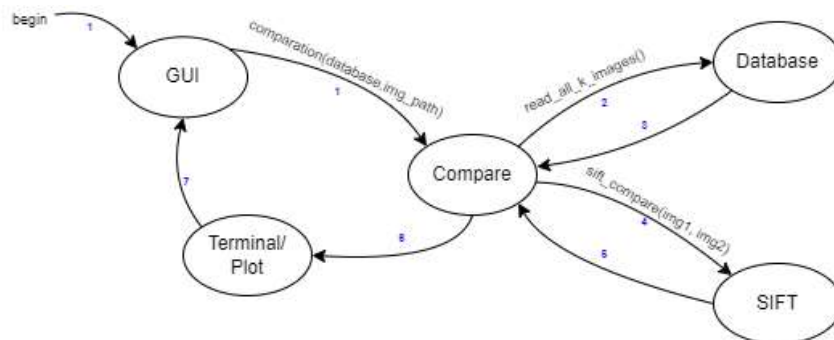 begin
1
GUI
comparation(database,img_path)
1
read_all_k_images()
2
Database
3
Compare
sift_compare(img1, img2)
4
5
SIFT
6
Terminal/
Plot
7